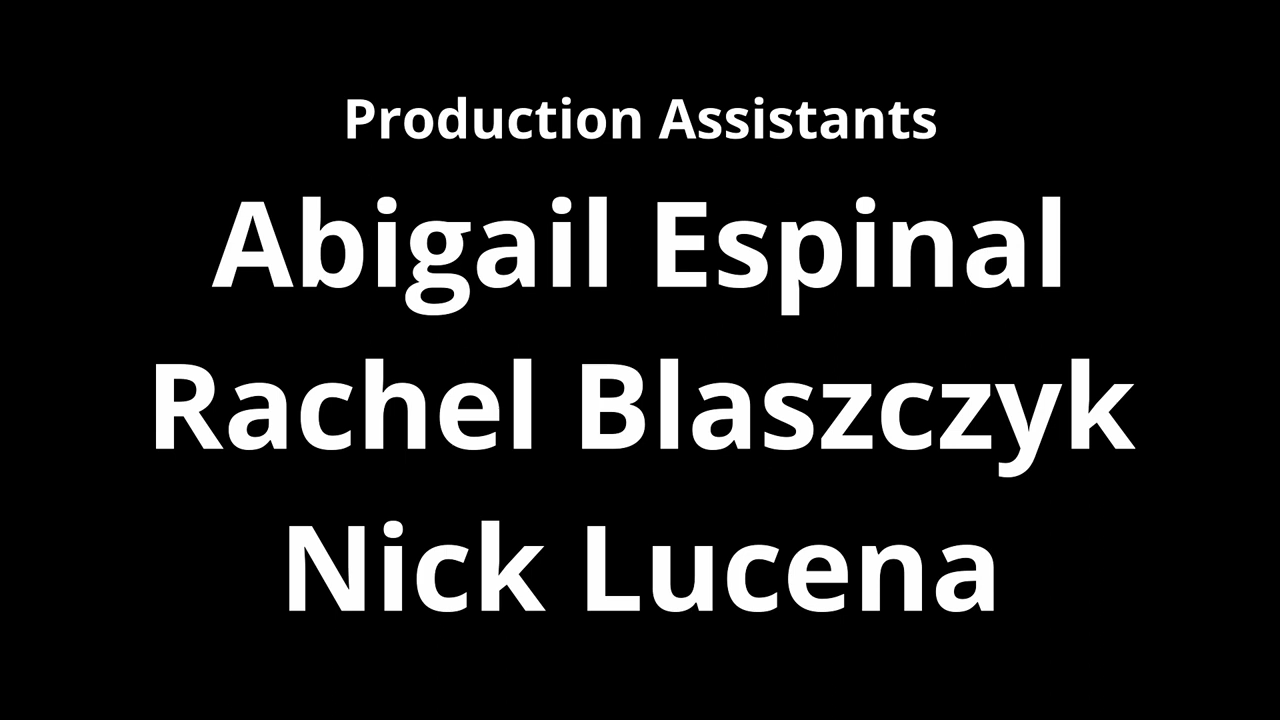 Production Assistants
Abigail Espinal
Rachel Blaszczyk
Nick Lucena